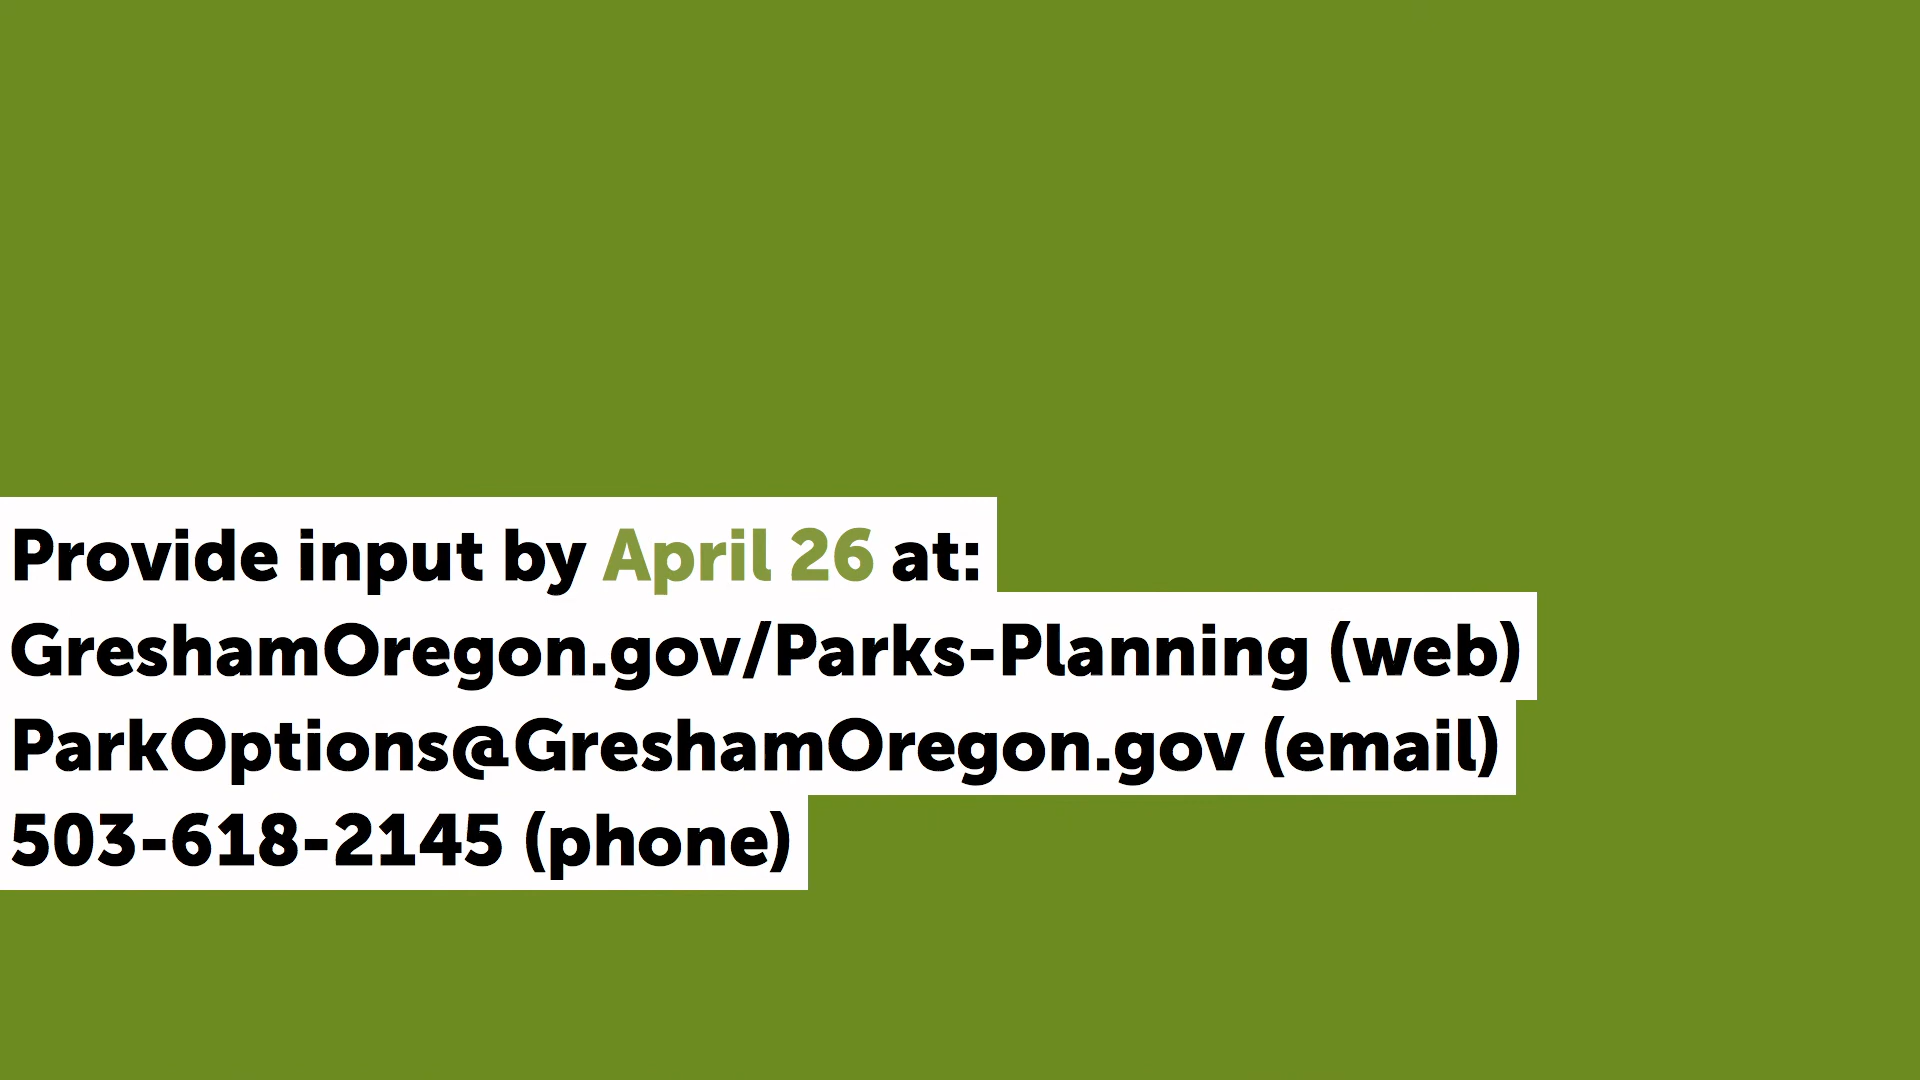 Provide input by April 26 at:
GreshamOregon.gov/Parks-Planning (web)
ParkOptions@GreshamOregon.gov (email)
503-618-2145 (phone)